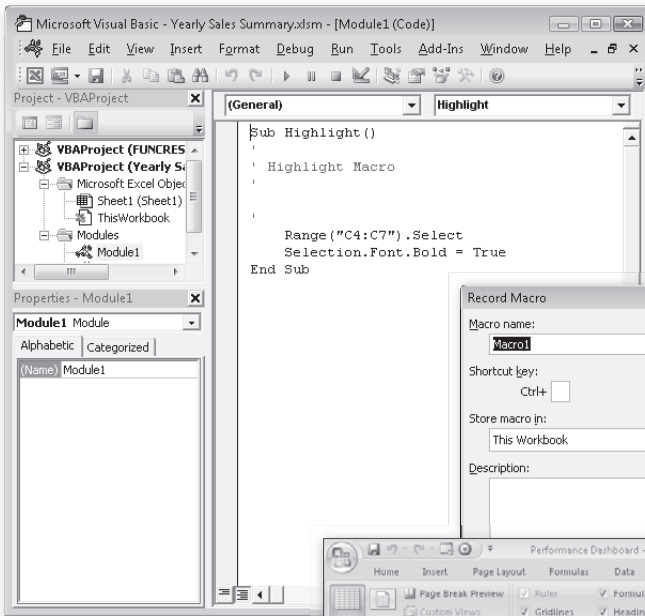 Microsoft Visual Basic - Yearly Sales Summary.xlsm - [Module1 (Code)]
File Edit View Insert Format Debug Run Tools Add-Ins Window Help
Project - VBAProject
(General)
Highlight
VBAProject (FUNCRES
VBAProject (Yearly Sa
Microsoft Excel Objec
Sheet1 (Sheet1)
ThisWorkbook
Modules
Module1
Sub Highlight()
'
' Highlight Macro
'

'
Range("C4:C7").Select
Selection.Font.Bold = True
End Sub
Properties - Module1
Module1 Module
Alphabetic Categorized
(Name) Module1
Record Macro
Macro name:
Macro1
Shortcut key:
Ctrl+
Store macro in:
This Workbook
Description:
Performance Dashboard -
Home Insert Page Layout Formulas Data
Page Break Preview Ruler Formul
Custom Views Gridlines Heading